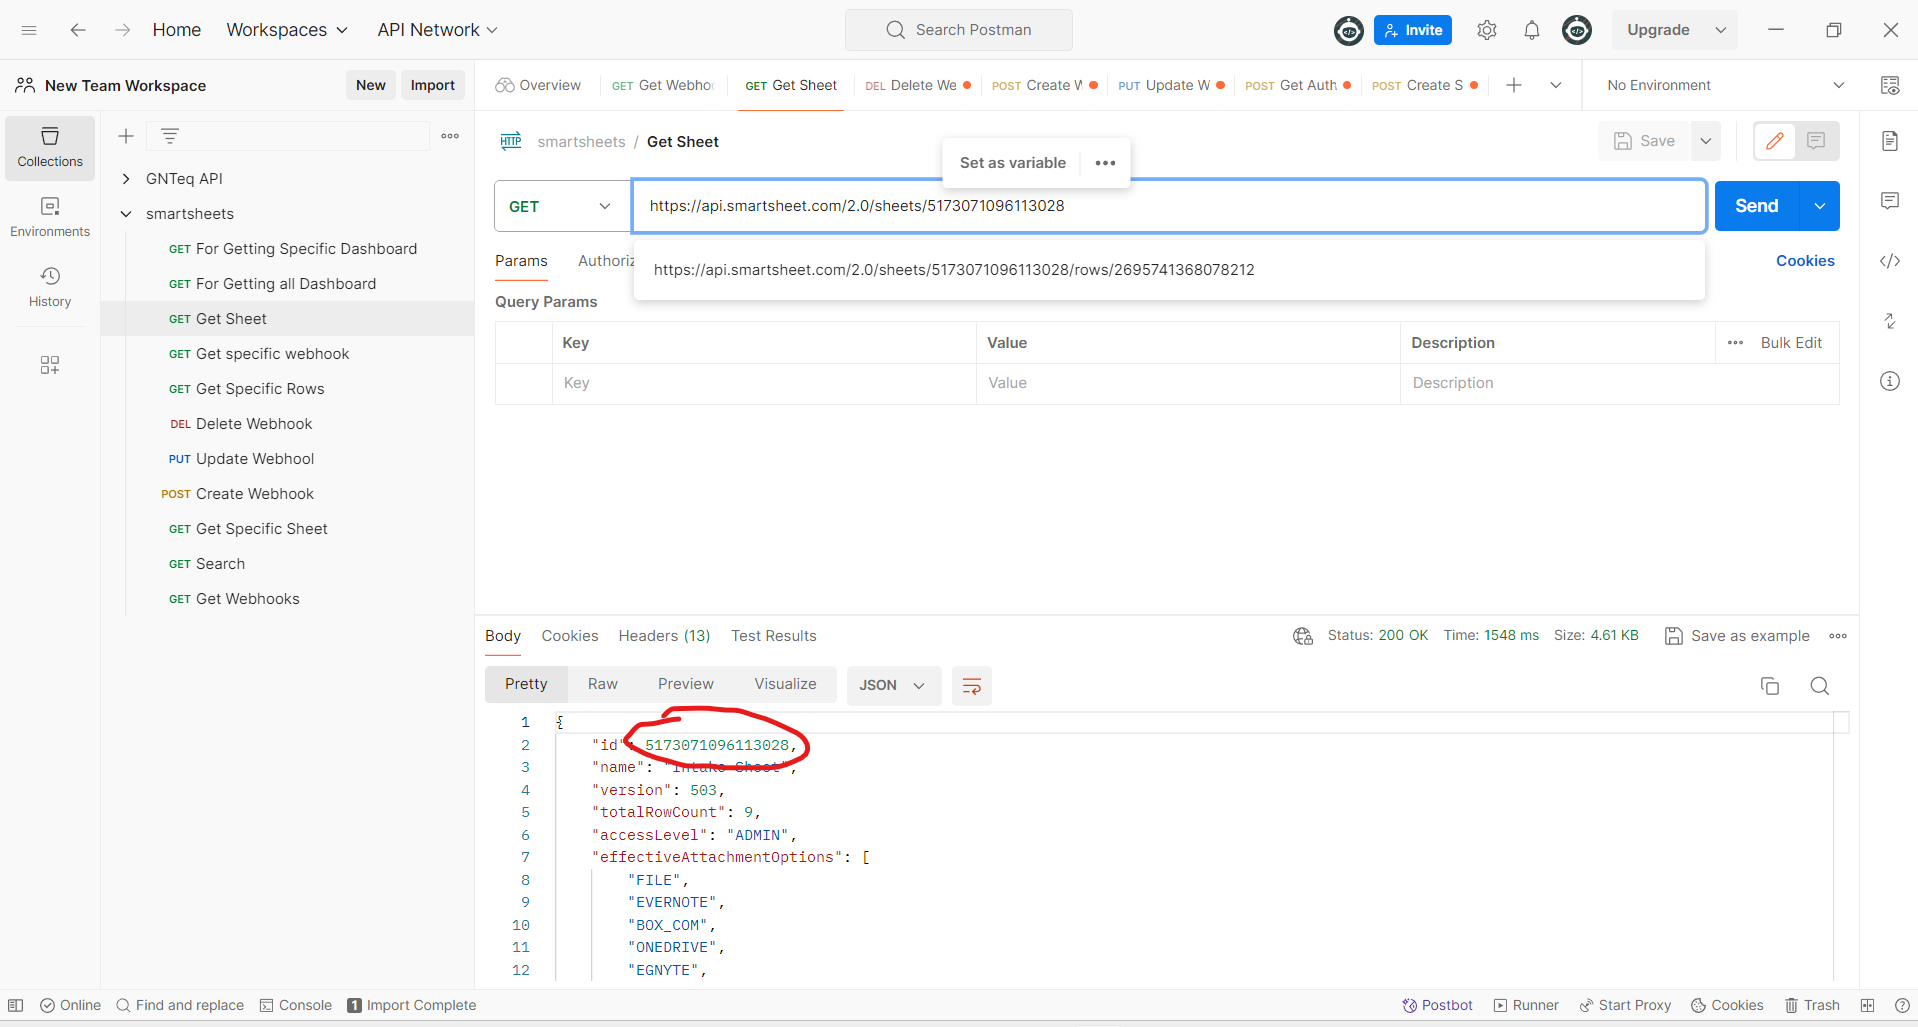 Home Workspaces API Network Search Postman Invite Upgrade
New Team Workspace New Import Overview GET Get Webho GET Get Sheet DEL Delete We POST Create W PUT Update W POST Get Auth POST Create S No Environment
Collections
Environments
History
GNTeq API
smartsheets
GET For Getting Specific Dashboard
GET For Getting all Dashboard
GET Get Sheet
GET Get specific webhook
GET Get Specific Rows
DEL Delete Webhook
PUT Update Webhool
POST Create Webhook
GET Get Specific Sheet
GET Search
GET Get Webhooks
HTTP smartsheets / Get Sheet Save
Set as variable
GET https://api.smartsheet.com/2.0/sheets/5173071096113028 Send
Params Authoriz Cookies
https://api.smartsheet.com/2.0/sheets/5173071096113028/rows/2695741368078212
Query Params
Key Value Description Bulk Edit
Key Value Description
Body Cookies Headers (13) Test Results Status: 200 OK Time: 1548 ms Size: 4.61 KB Save as example
Pretty Raw Preview Visualize JSON
1 {
2 "id": 5173071096113028,
3 "name": "Intake Sheet",
4 "version": 503,
5 "totalRowCount": 9,
6 "accessLevel": "ADMIN",
7 "effectiveAttachmentOptions": [
8 "FILE",
9 "EVERNOTE",
10 "BOX_COM",
11 "ONEDRIVE",
12 "EGNYTE",
Online Find and replace Console 1 Import Complete Postbot Runner Start Proxy Cookies Trash